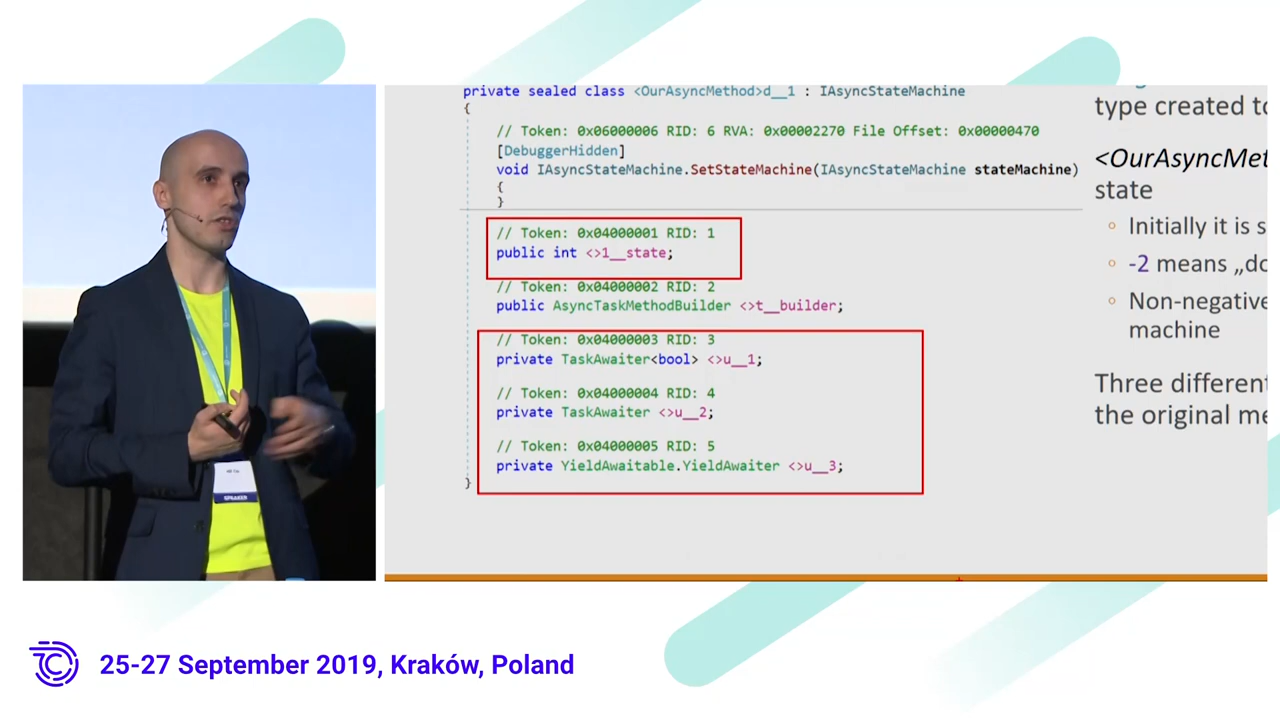 private sealed class <OurAsyncMethod>d__1 : IAsyncStateMachine
{
// Token: 0x06000006 RID: 6 RVA: 0x00002270 File Offset: 0x00000470
[DebuggerHidden]
void IAsyncStateMachine.SetStateMachine(IAsyncStateMachine stateMachine)
{
}
// Token: 0x04000001 RID: 1
public int <>1__state;
// Token: 0x04000002 RID: 2
public AsyncTaskMethodBuilder <>t__builder;
// Token: 0x04000003 RID: 3
private TaskAwaiter<bool> <>u__1;
// Token: 0x04000004 RID: 4
private TaskAwaiter <>u__2;
// Token: 0x04000005 RID: 5
private YieldAwaitable.YieldAwaiter <>u__3;
}
type created to
<OurAsyncMet
state
Initially it is s
-2 means „do
Non-negative
machine
Three different
the original me
SPEAKER
25-27 September 2019, Kraków, Poland